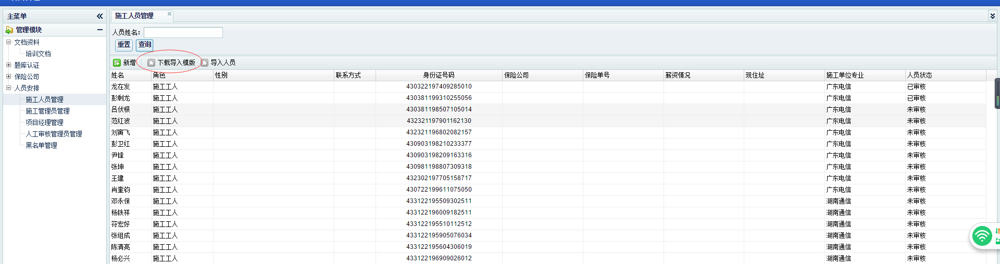 主菜单
管理模块
文档资料
培训文档
题库认证
保险公司
人员安排
施工人员管理
施工管理员管理
项目经理管理
人工审核管理员管理
黑名单管理
施工人员管理
人员姓名:
重置 查询
新增 下载导入模版 导入人员
姓名 角色 性别 联系方式 身份证号码 保险公司 保险单号 薪资情况 现住址 施工单位专业 人员状态
龙在发 施工工人 430322197409285010 广东电信 已审核
彭剩龙 施工工人 430381199310255056 广东电信 已审核
吕伏根 施工工人 430381198507105014 广东电信 未审核
范红波 施工工人 432321197901162130 广东电信 未审核
刘寅飞 施工工人 432321196802082157 广东电信 未审核
彭卫红 施工工人 430903198210233377 广东电信 未审核
尹锋 施工工人 430903198209163316 广东电信 未审核
张坤 施工工人 430981198807309318 广东电信 未审核
王建 施工工人 432302197705158717 广东电信 未审核
肖奎钧 施工工人 430722199611075050 广东电信 未审核
邓永保 施工工人 433122195509302511 湖南通信 未审核
杨铁祥 施工工人 433122196009182511 湖南通信 未审核
符宏好 施工工人 433122195510112512 湖南通信 未审核
张组成 施工工人 433122195905076034 湖南通信 未审核
陈清亮 施工工人 433122195604306019 湖南通信 未审核
杨必兴 施工工人 433122196909026012 湖南通信 未审核